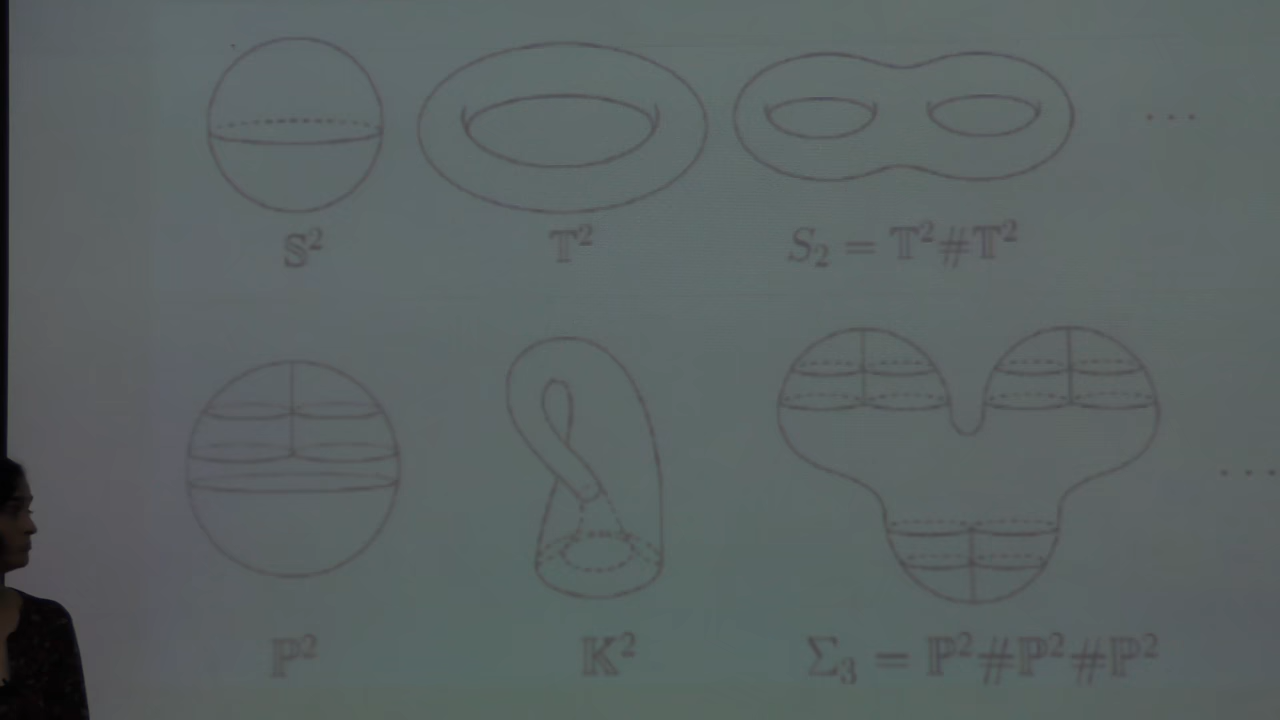 𝕊² 𝕋² S₂ = 𝕋²#𝕋² ...
ℙ² 𝕂² Σ₃ = ℙ²#ℙ²#ℙ² ...